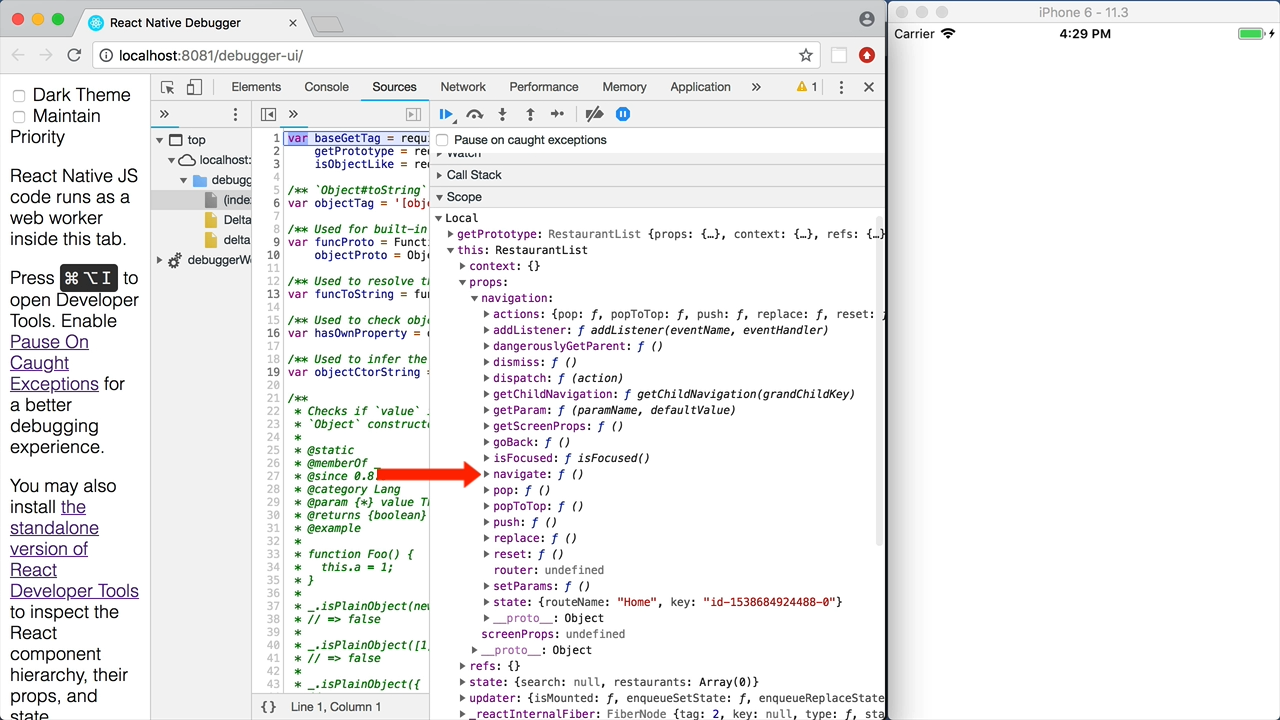 React Native Debugger
localhost:8081/debugger-ui/
Dark Theme
Maintain
Priority
React Native JS
code runs as a
web worker
inside this tab.
Press ⌘⌥I to
open Developer
Tools. Enable
Pause On
Caught
Exceptions for
a better
debugging
experience.
You may also
install the
standalone
version of
React
Developer Tools
to inspect the
React
component
hierarchy, their
props, and
state.
Elements Console Sources Network Performance Memory Application » 1
»
top
localhost:
debugg
(inde
Delta
delta
debuggerWo
»
1 var baseGetTag = requi
2 getPrototype = req
3 isObjectLike = req
4
5 /** `Object#toString`
6 var objectTag = '[obj
7
8 /** Used for built-in
9 var funcProto = Functi
10 objectProto = Obj
11
12 /** Used to resolve th
13 var funcToString = fun
14
15 /** Used to check obje
16 var hasOwnProperty = o
17
18 /** Used to infer the
19 var objectCtorString =
20
21 /**
22 * Checks if `value` i
23 * `Object` constructo
24 *
25 * @static
26 * @memberOf _
27 * @since 0.8.
28 * @category Lang
29 * @param {*} value Th
30 * @returns {boolean}
31 * @example
32 *
33 * function Foo() {
34 * this.a = 1;
35 * }
36 *
37 * _.isPlainObject(new
38 * // => false
39 *
40 * _.isPlainObject([1,
41 * // => false
42 *
43 * _.isPlainObject({
{} Line 1, Column 1
Pause on caught exceptions
Watch
Call Stack
Scope
Local
getPrototype: RestaurantList {props: {…}, context: {…}, refs: {…}
this: RestaurantList
context: {}
props:
navigation:
actions: {pop: ƒ, popToTop: ƒ, push: ƒ, replace: ƒ, reset: ƒ
addListener: ƒ addListener(eventName, eventHandler)
dangerouslyGetParent: ƒ ()
dismiss: ƒ ()
dispatch: ƒ (action)
getChildNavigation: ƒ getChildNavigation(grandChildKey)
getParam: ƒ (paramName, defaultValue)
getScreenProps: ƒ ()
goBack: ƒ ()
isFocused: ƒ isFocused()
navigate: ƒ ()
pop: ƒ ()
popToTop: ƒ ()
push: ƒ ()
replace: ƒ ()
reset: ƒ ()
router: undefined
setParams: ƒ ()
state: {routeName: "Home", key: "id-1538684924488-0"}
__proto__: Object
screenProps: undefined
__proto__: Object
refs: {}
state: {search: null, restaurants: Array(0)}
updater: {isMounted: ƒ, enqueueSetState: ƒ, enqueueReplaceState
_reactInternalFiber: FiberNode {tag: 2, key: null, type: ƒ, sta
iPhone 6 - 11.3
Carrier 4:29 PM